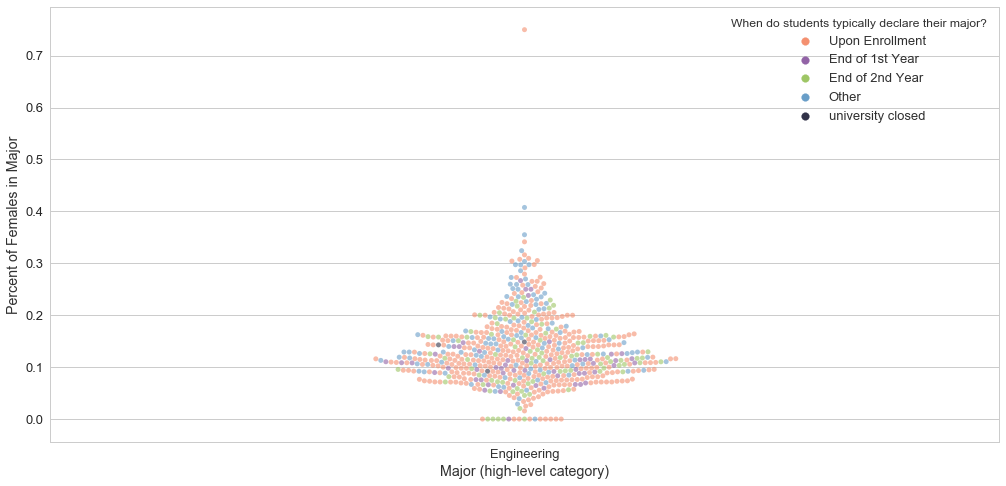 When do students typically declare their major?
Upon Enrollment
End of 1st Year
End of 2nd Year
Other
university closed
Percent of Females in Major
0.7
0.6
0.5
0.4
0.3
0.2
0.1
0.0
Engineering
Major (high-level category)